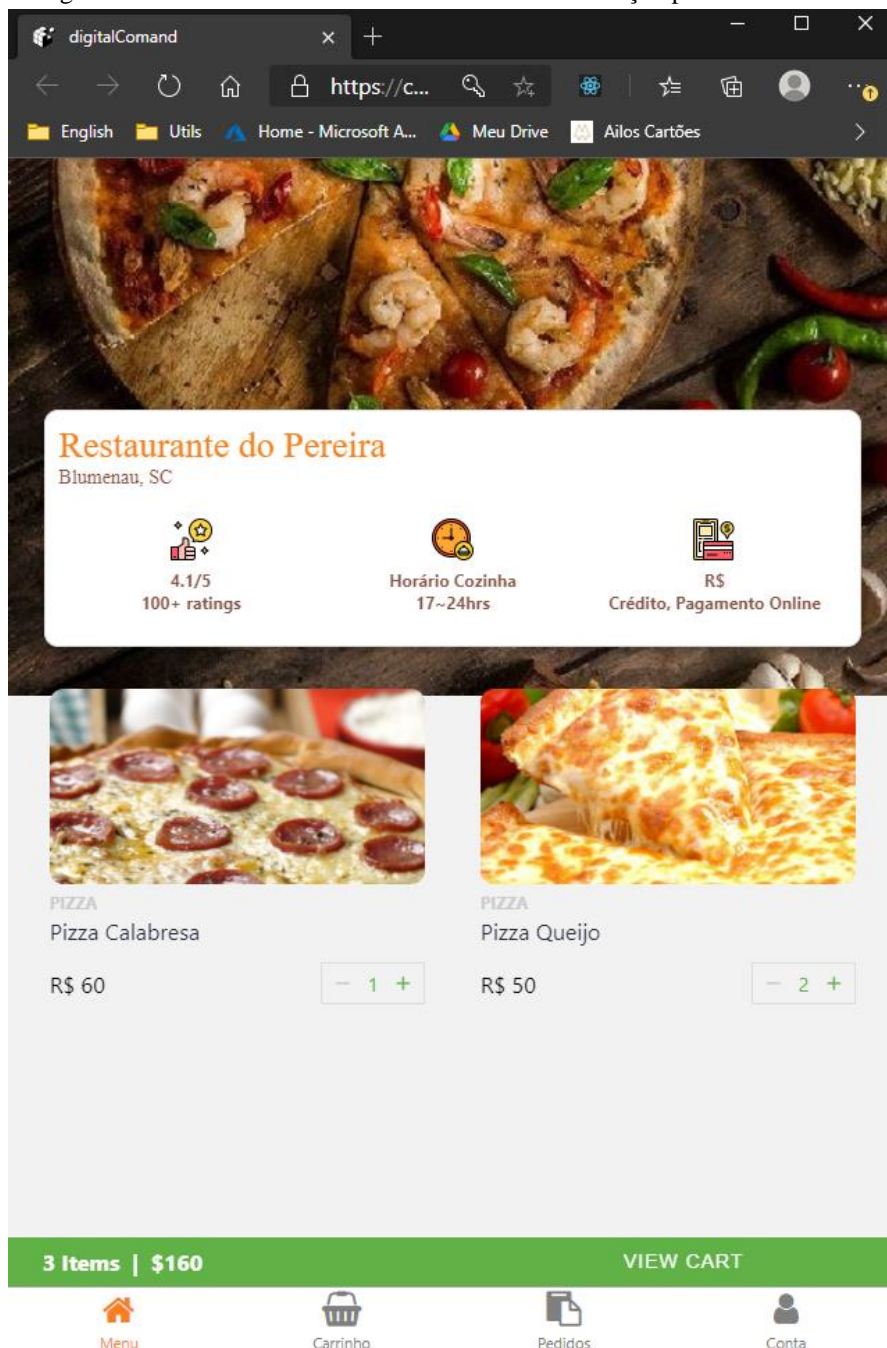 digitalComand
https://c...
English
Utils
Home - Microsoft A...
Meu Drive
Ailos Cartões
Restaurante do Pereira
Blumenau, SC
4.1/5
100+ ratings
Horário Cozinha
17~24hrs
R$
Crédito, Pagamento Online
PIZZA
Pizza Calabresa
R$ 60
− 1 +
PIZZA
Pizza Queijo
R$ 50
− 2 +
3 Items | $160
VIEW CART
Menu
Carrinho
Pedidos
Conta